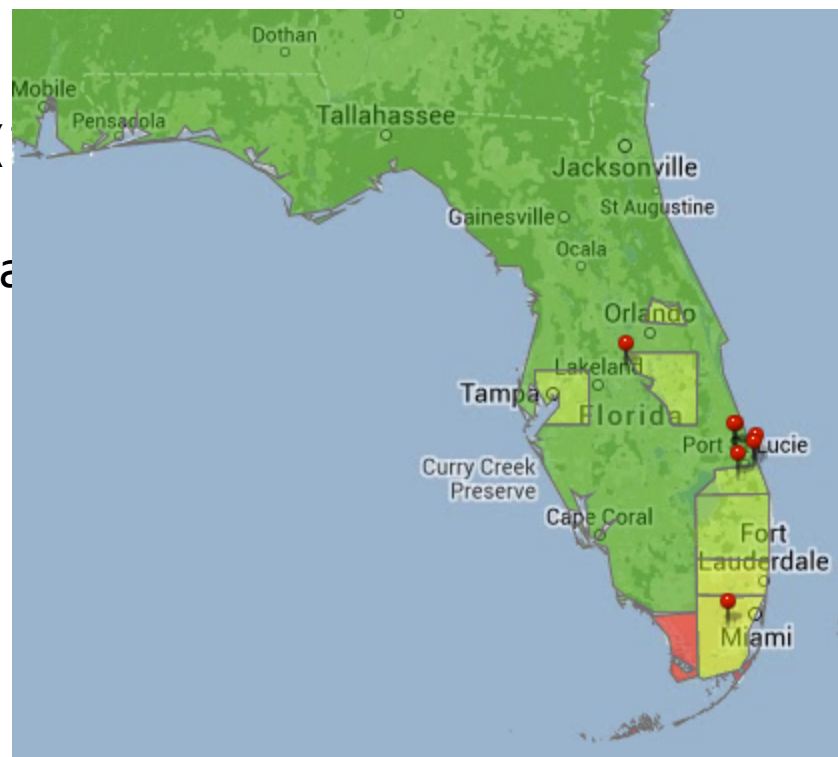 Dothan
Mobile
Pensacola
Tallahassee
(
Jacksonville
St Augustine
Gainesville
Ocala
a
Orlando
Lakeland
Tampa
Florida
Port Lucie
Curry Creek
Preserve
Cape Coral
Fort
Lauderdale
Miami